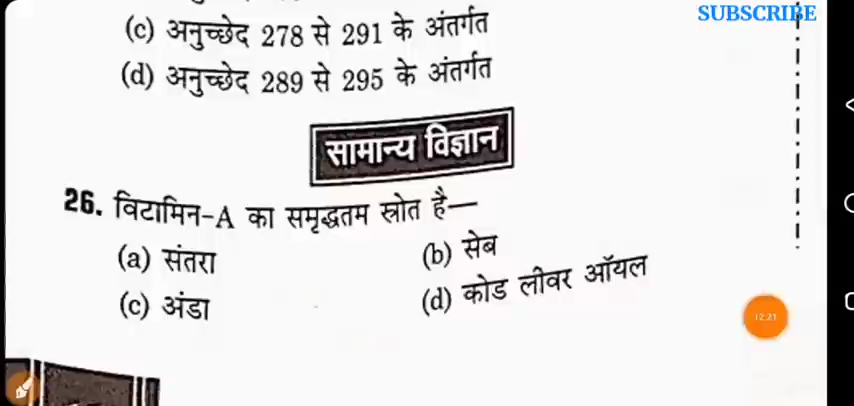 SUBSCRIBE
(c) अनुच्छेद 278 से 291 के अंतर्गत
(d) अनुच्छेद 289 से 295 के अंतर्गत
सामान्य विज्ञान
26. विटामिन-A का समृद्धतम स्रोत है—
(a) संतरा (b) सेब
(c) अंडा (d) कोड लीवर ऑयल
12:21